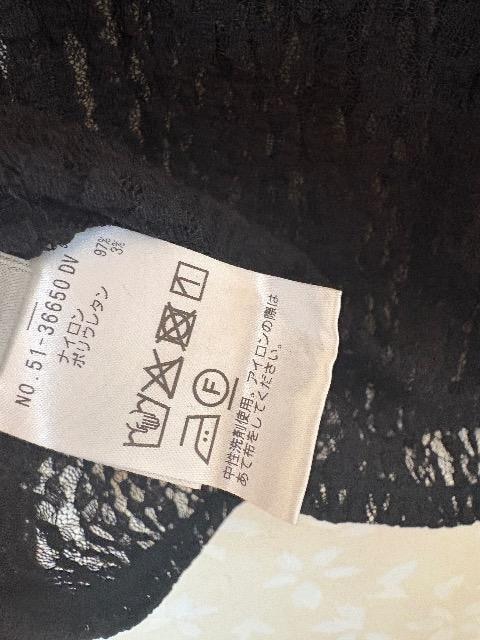 NO.51-36650 DV
ナイロン 97%
ポリウレタン 3%
F
中性洗剤使用。アイロンの際は
あて布をしてください。